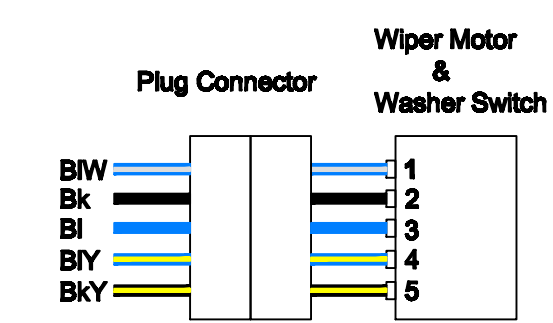 Wiper Motor
&
Washer Switch
Plug Connector
BlW
1
Bk
2
Bl
3
BlY
4
BkY
5